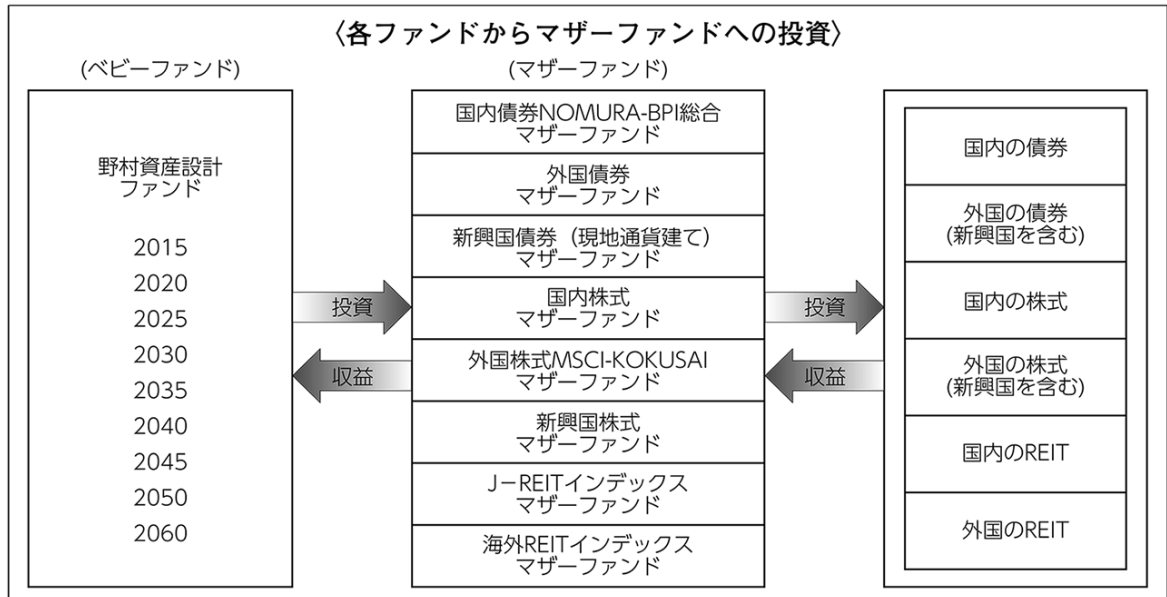 〈各ファンドからマザーファンドへの投資〉
(ベビーファンド)
野村資産設計
ファンド
2015
2020
2025
2030
2035
2040
2045
2050
2060
投資
収益
(マザーファンド)
国内債券NOMURA-BPI総合
マザーファンド
外国債券
マザーファンド
新興国債券（現地通貨建て）
マザーファンド
国内株式
マザーファンド
外国株式MSCI-KOKUSAI
マザーファンド
新興国株式
マザーファンド
J－REITインデックス
マザーファンド
海外REITインデックス
マザーファンド
投資
収益
国内の債券
外国の債券
(新興国を含む)
国内の株式
外国の株式
(新興国を含む)
国内のREIT
外国のREIT